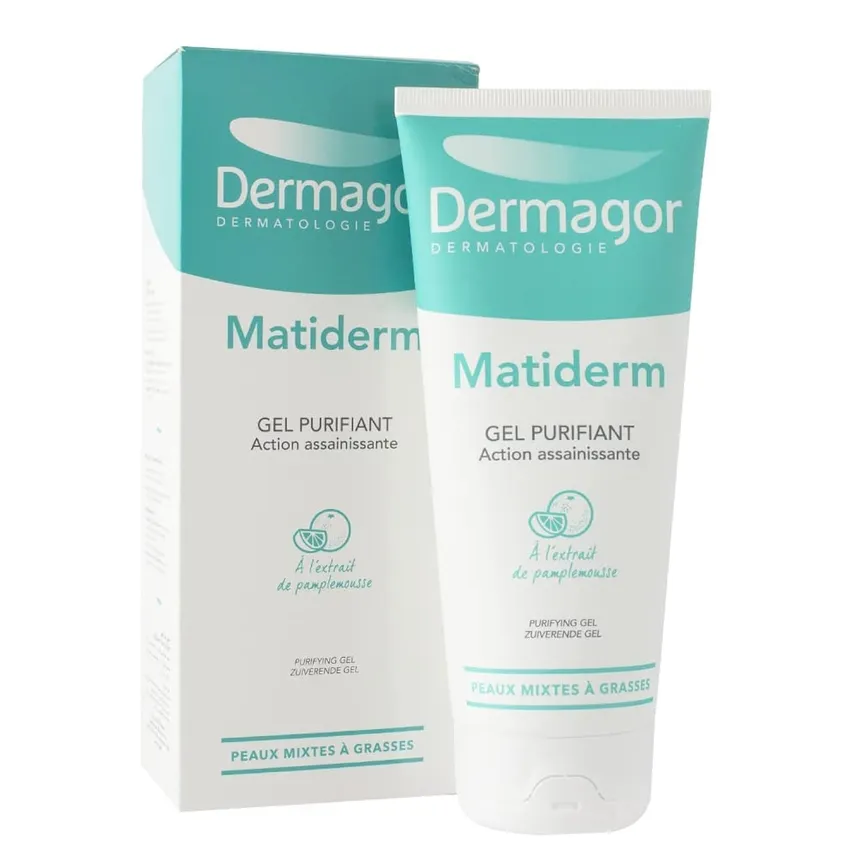 Dermago
DERMATOLOGIE
Matiderm
GEL PURIFIANT
Action assainissante
À l'extrait
de pamplemousse
PURIFYING GEL
ZUIVERENDE GEL
PEAUX MIXTES À GRASSES
Dermagor
DERMATOLOGIE
Matiderm
GEL PURIFIANT
Action assainissante
À l'extrait
de pamplemousse
PURIFYING GEL
ZUIVERENDE GEL
PEAUX MIXTES À GRASSES